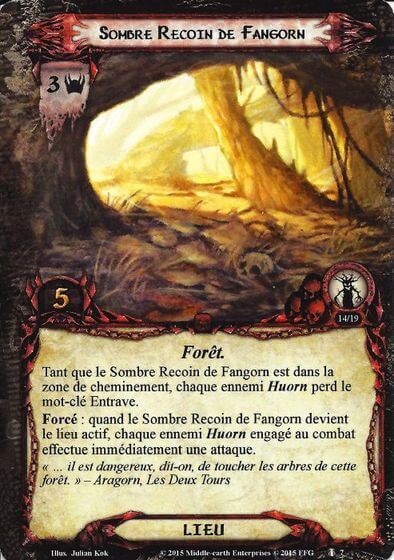 Sombre Recoin de Fangorn
3
5
14/19
Forêt.
Tant que le Sombre Recoin de Fangorn est dans la
zone de cheminement, chaque ennemi Huorn perd le
mot-clé Entrave.
Forcé : quand le Sombre Recoin de Fangorn devient
le lieu actif, chaque ennemi Huorn engagé au combat
effectue immédiatement une attaque.
« ... il est dangereux, dit-on, de toucher les arbres de cette
forêt. » – Aragorn, Les Deux Tours
LIEU
Illus. Julian Kok © 2015 Middle-earth Enterprises © 2015 EFG